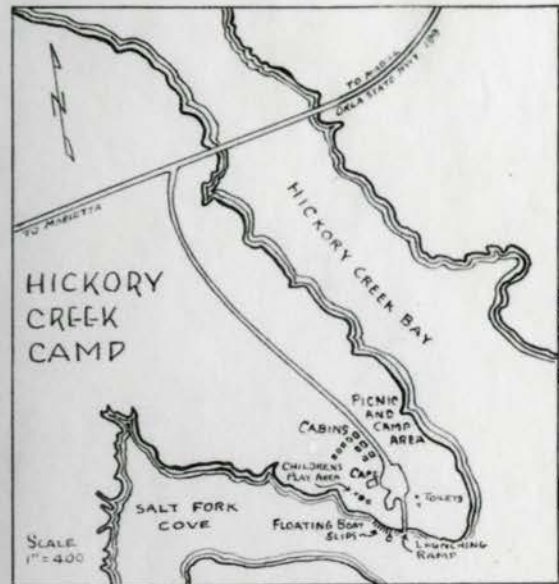 TO MADILL
OKLA STATE HWY 199
TO MARIETTA
HICKORY CREEK BAY
HICKORY
CREEK
CAMP
PICNIC
AND
CAMP
AREA
CABINS
CHILDRENS
PLAY AREA
CAFE
TOILETS
SALT FORK
COVE
FLOATING BOAT
SLIPS
LAUNCHING
RAMP
SCALE
1"=400